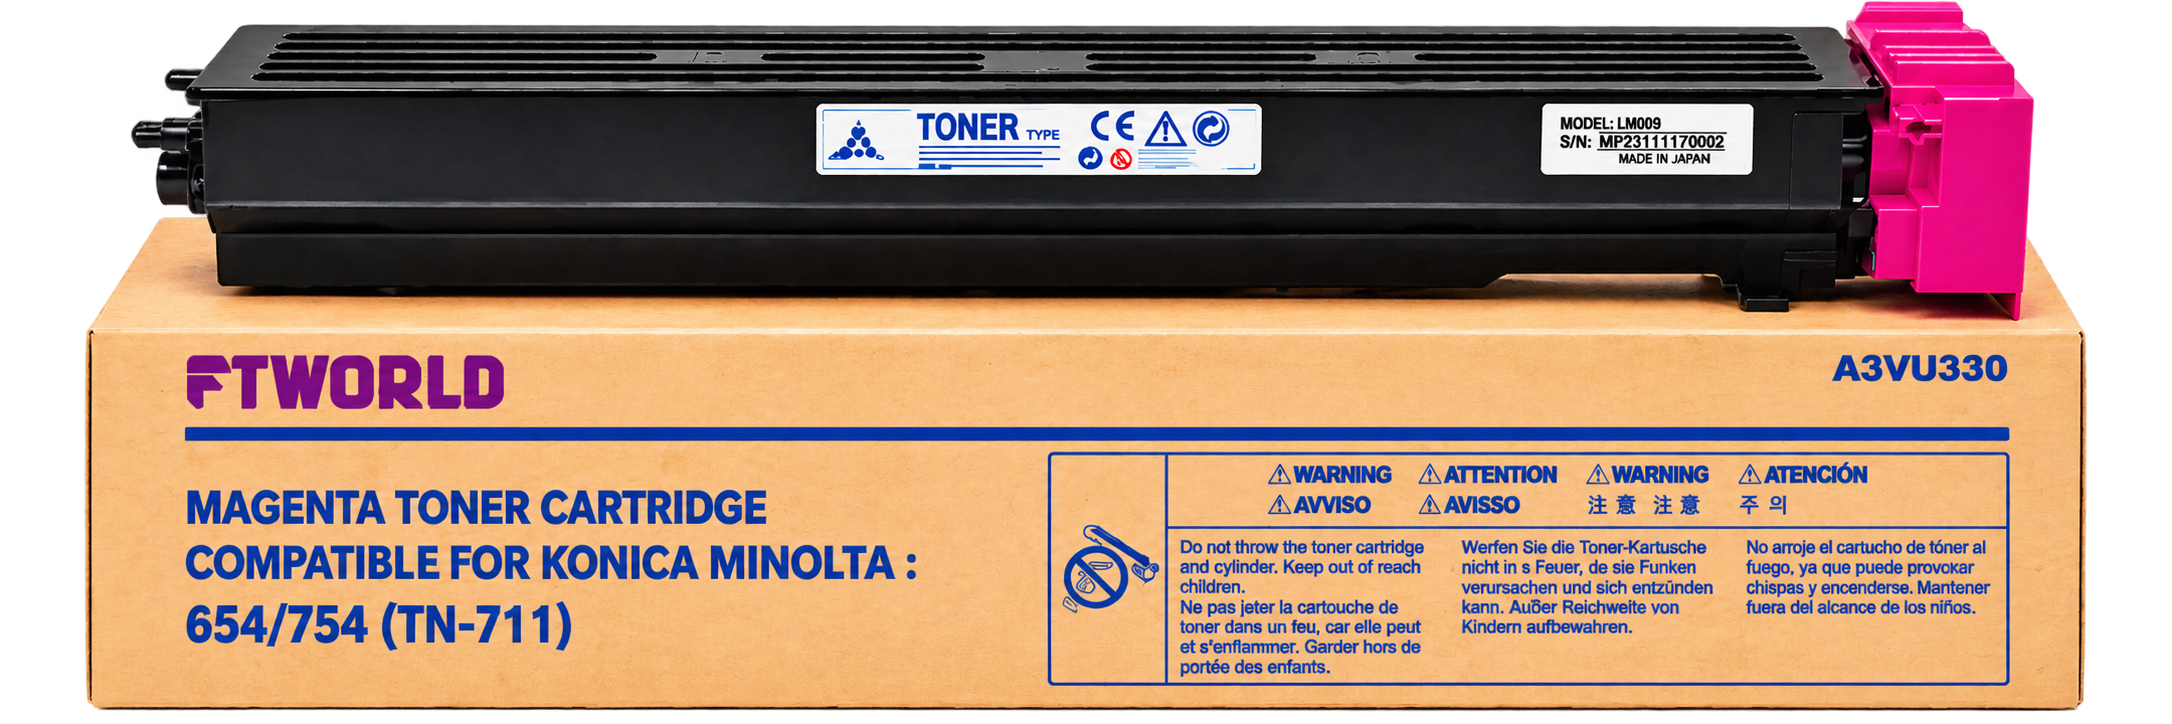 TONER TYPE
CE
MODEL: LM009
S/N: MP23111170002
MADE IN JAPAN
FTWORLD
A3VU330
MAGENTA TONER CARTRIDGE
COMPATIBLE FOR KONICA MINOLTA :
654/754 (TN-711)
WARNING ATTENTION WARNING ATENCIÓN
AVVISO AVISSO 注 意 注 意 주 의
Do not throw the toner cartridge
and cylinder. Keep out of reach
children.
Ne pas jeter la cartouche de
toner dans un feu, car elle peut
et s'enflammer. Garder hors de
portée des enfants.
Werfen Sie die Toner-Kartusche
nicht in s Feuer, de sie Funken
verursachen und sich entzünden
kann. Außer Reichweite von
Kindern aufbewahren.
No arroje el cartucho de tóner al
fuego, ya que puede provokar
chispas y encenderse. Mantener
fuera del alcance de los niños.